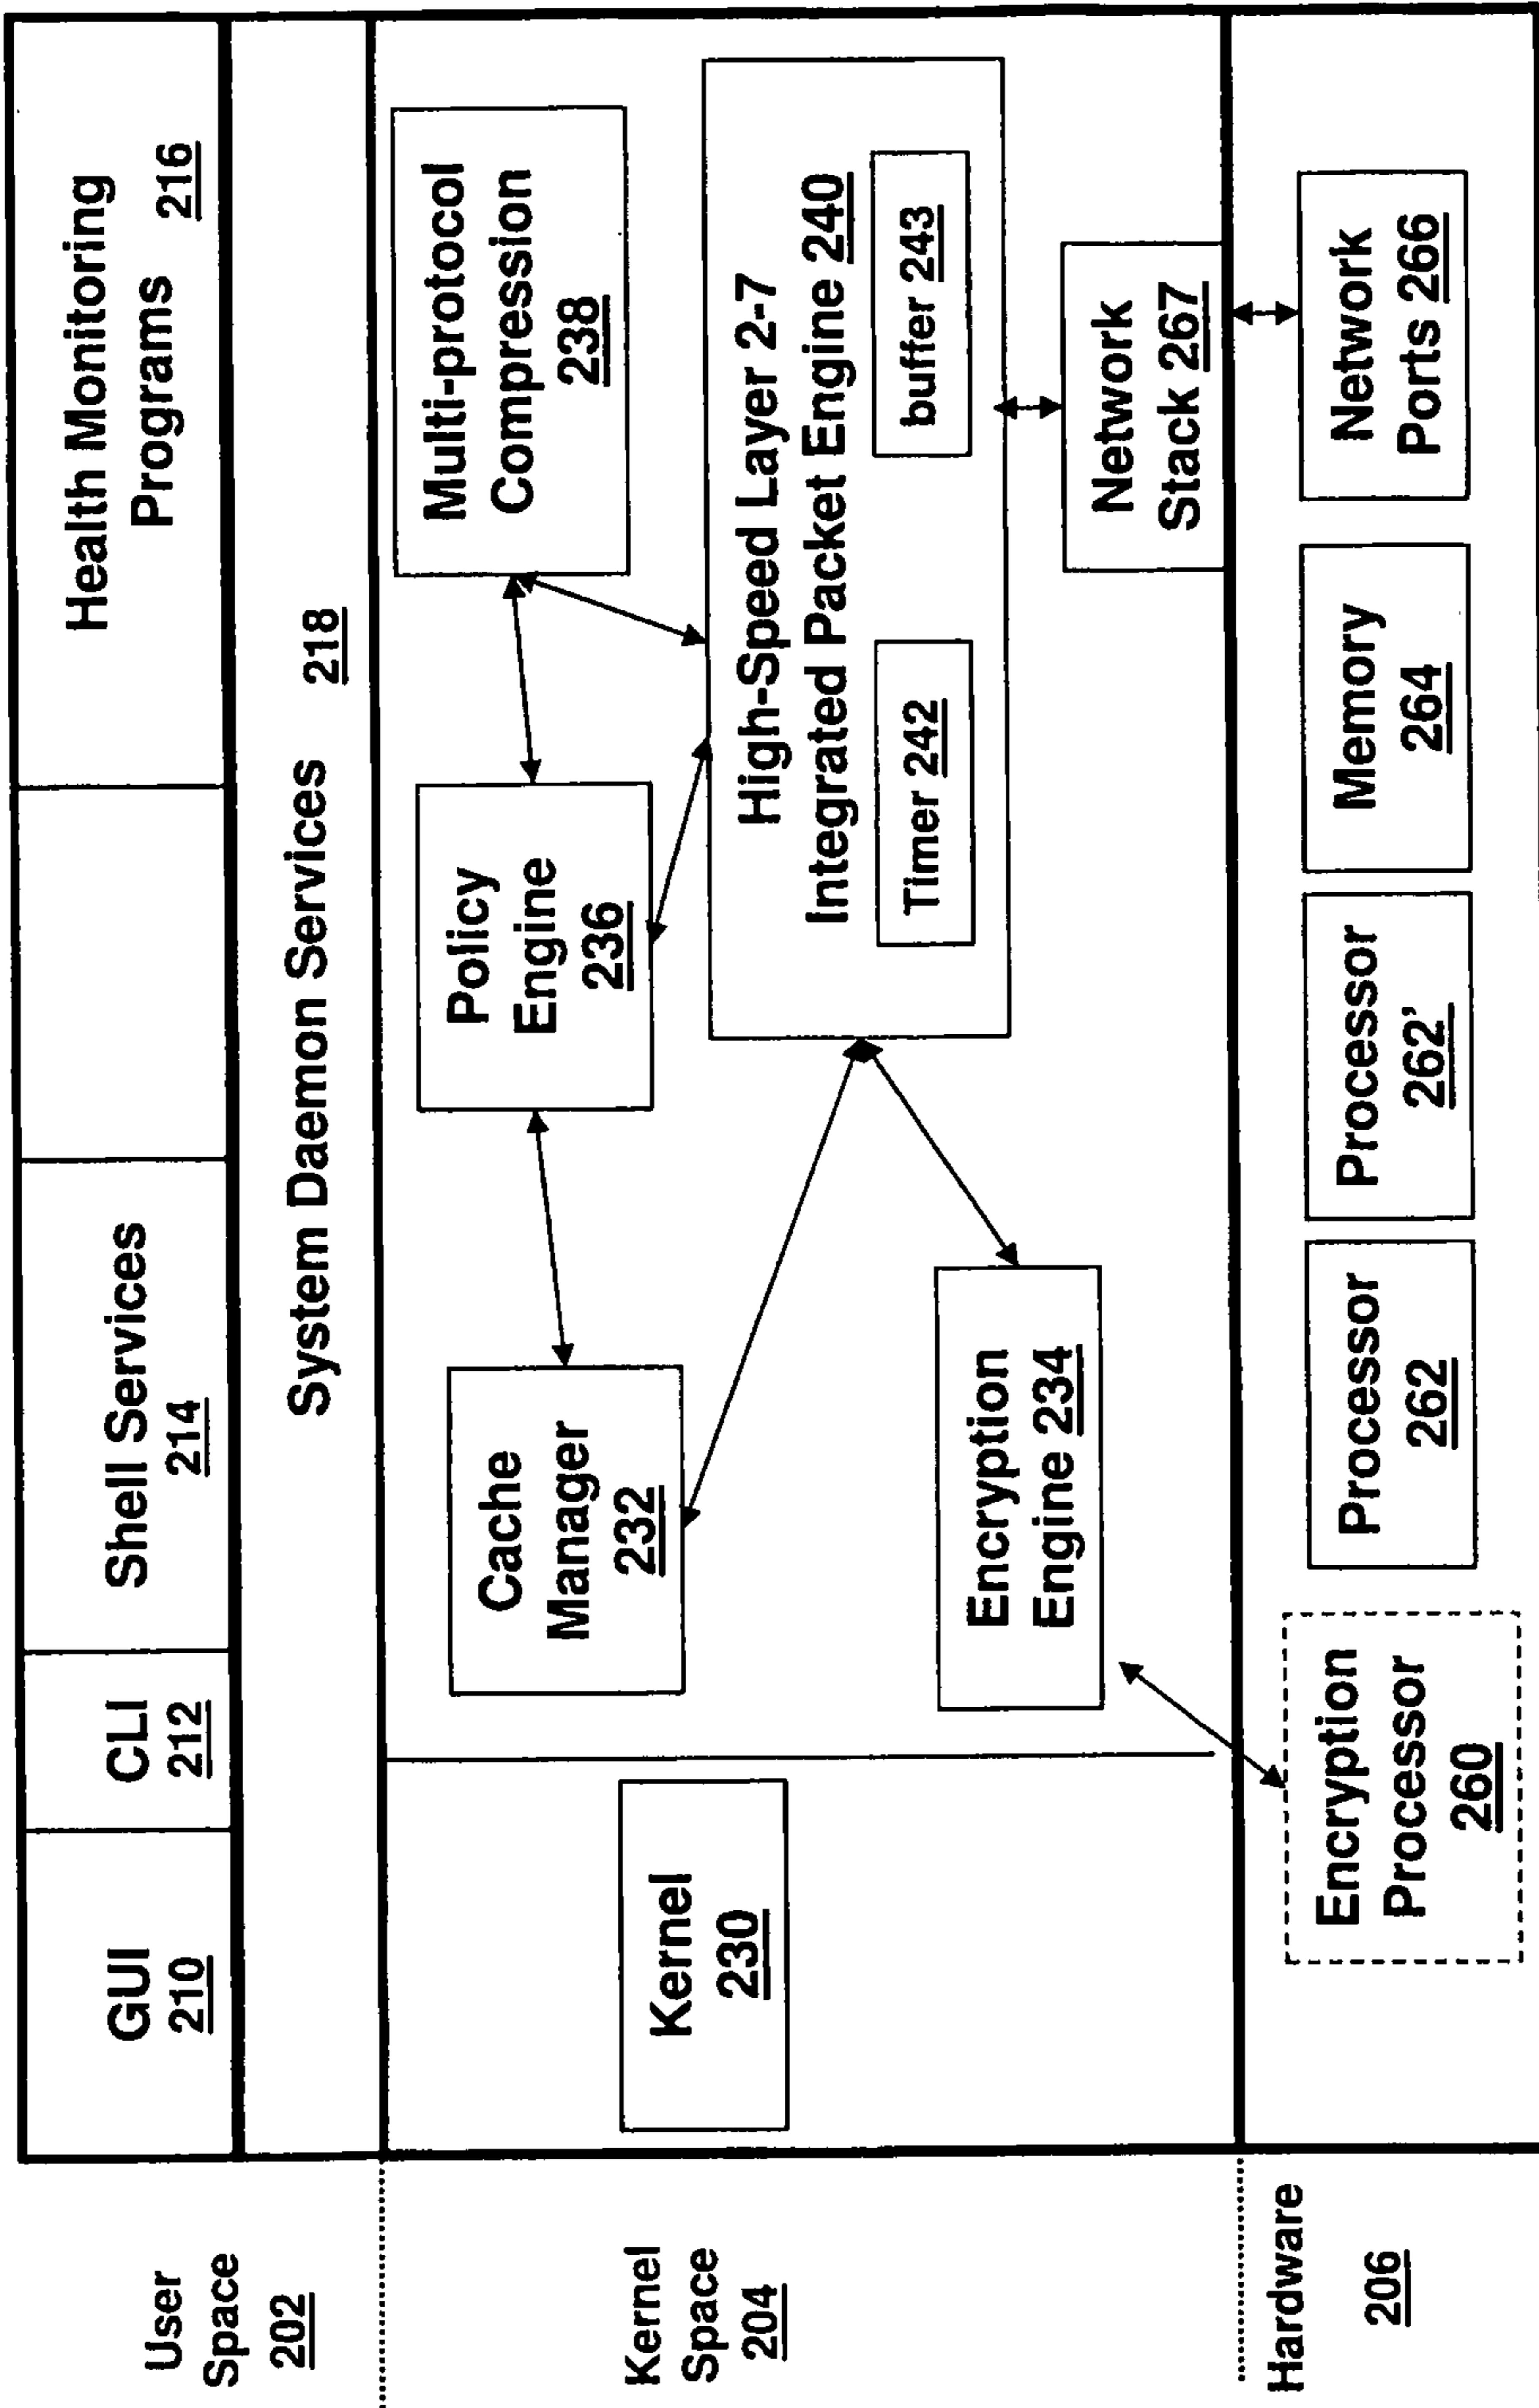 User
Space
202
GUI
210
CLI
212
Shell Services
214
Health Monitoring
Programs
216
System Daemon Services 218
Kernel
Space
204
Kernel
230
Cache
Manager
232
Policy
Engine
236
Multi-protocol
Compression
238
High-Speed Layer 2-7
Integrated Packet Engine 240
Timer 242
buffer 243
Encryption
Engine 234
Network
Stack 267
Hardware
206
Encryption
Processor
260
Processor
262
Processor
262'
Memory
264
Network
Ports 266